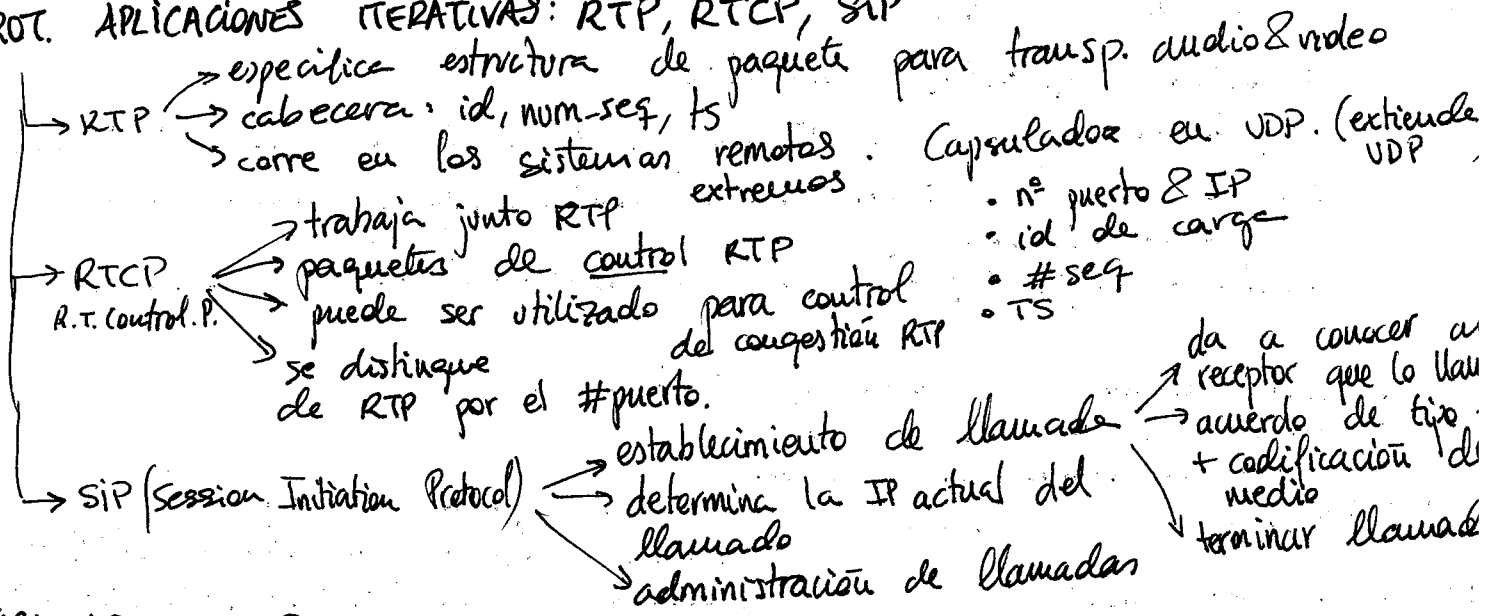 ROT. APLICACIONES ITERATIVAS: RTP, RTCP, SIP
→ RTP → especifica estructura de paquete para transp. audio & video
→ cabecera: id, num-seq, ts
→ corre en los sistemas remotos extremos. Capsulados en UDP. (extiende UDP
• nº puerto & IP
• id de carga
• # seq
• TS
→ RTCP
R.T. Control. P.
→ trabaja junto RTP
→ paquetes de control RTP
→ puede ser utilizado para control
del congestión RTP
→ se distingue
de RTP por el #puerto.
→ SiP (Session Initiation Protocol)
→ establecimiento de llamada
→ da a conocer
receptor que lo
→ acuerdo de tipo
+ codificación
medio
→ terminar
→ determina la IP actual del
llamado
→ administración de llamadas